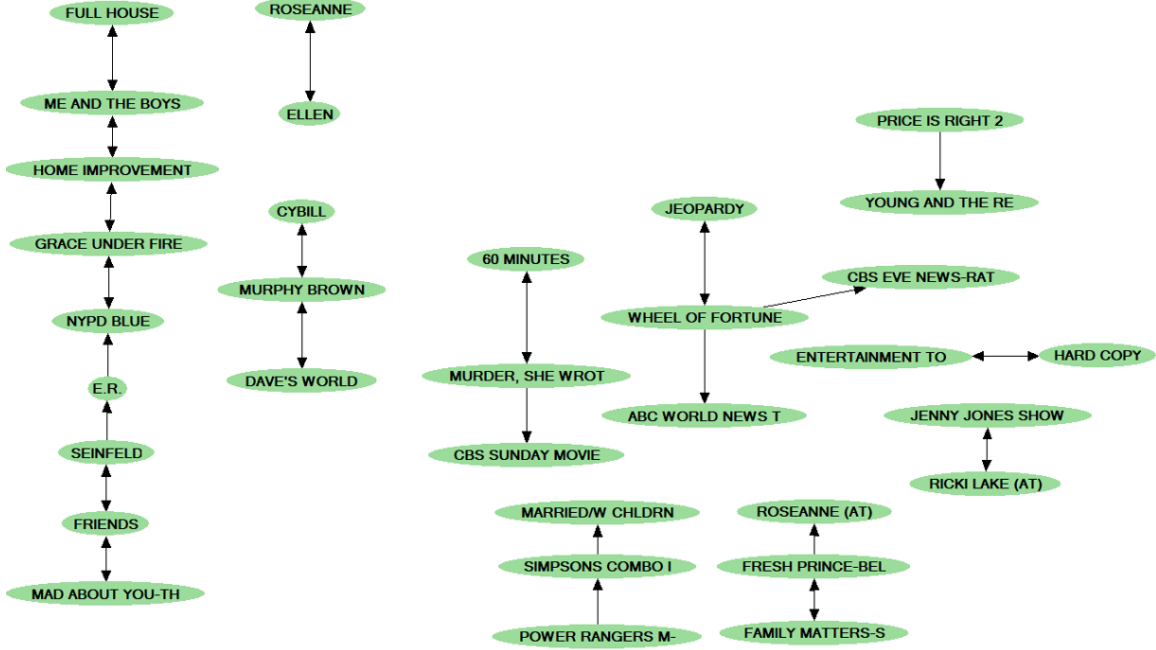 FULL HOUSE
ROSEANNE
ME AND THE BOYS
ELLEN
PRICE IS RIGHT 2
HOME IMPROVEMENT
YOUNG AND THE RE
CYBILL
JEOPARDY
GRACE UNDER FIRE
60 MINUTES
CBS EVE NEWS-RAT
MURPHY BROWN
WHEEL OF FORTUNE
NYPD BLUE
ENTERTAINMENT TO
HARD COPY
DAVE'S WORLD
MURDER, SHE WROT
E.R.
ABC WORLD NEWS T
JENNY JONES SHOW
SEINFELD
CBS SUNDAY MOVIE
RICKI LAKE (AT)
MARRIED/W CHLDRN
ROSEANNE (AT)
FRIENDS
SIMPSONS COMBO I
FRESH PRINCE-BEL
MAD ABOUT YOU-TH
POWER RANGERS M-
FAMILY MATTERS-S